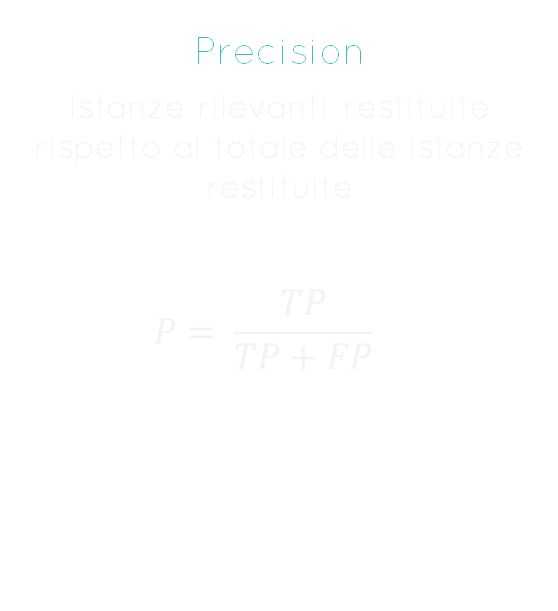 Precision
Istanze rilevanti restituite
rispetto al totale delle istanze
restituite
P = TP / TP + FP